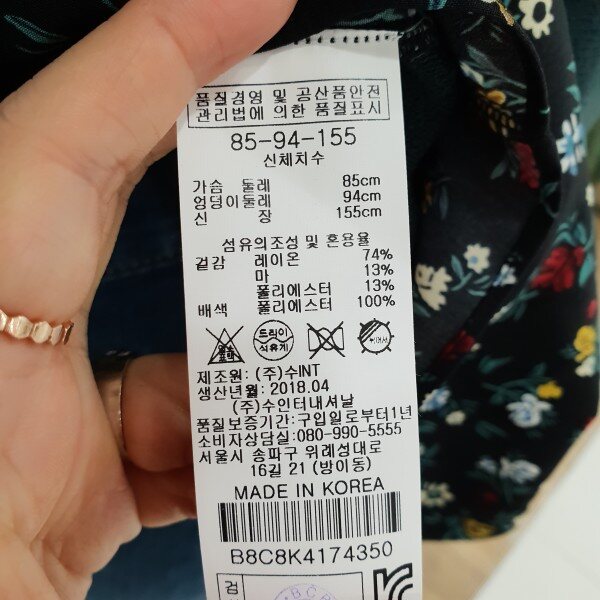 품질경영 및 공산품안전
관리법에 의한 품질표시
85-94-155
신체치수
가슴 둘레 85cm
엉덩이둘레 94cm
신 장 155cm
섬유의조성 및 혼용율
겉감 레이온 74%
마 13%
폴리에스터 13%
배색 폴리에스터 100%
드라이
석유계
제조원: (주)수INT
생산년월: 2018.04
(주)수인터내셔날
품질보증기간: 구입일로부터1년
소비자상담실: 080-990-5555
서울시 송파구 위례성대로
16길 21 (방이동)
MADE IN KOREA
B8C8K4174350
검